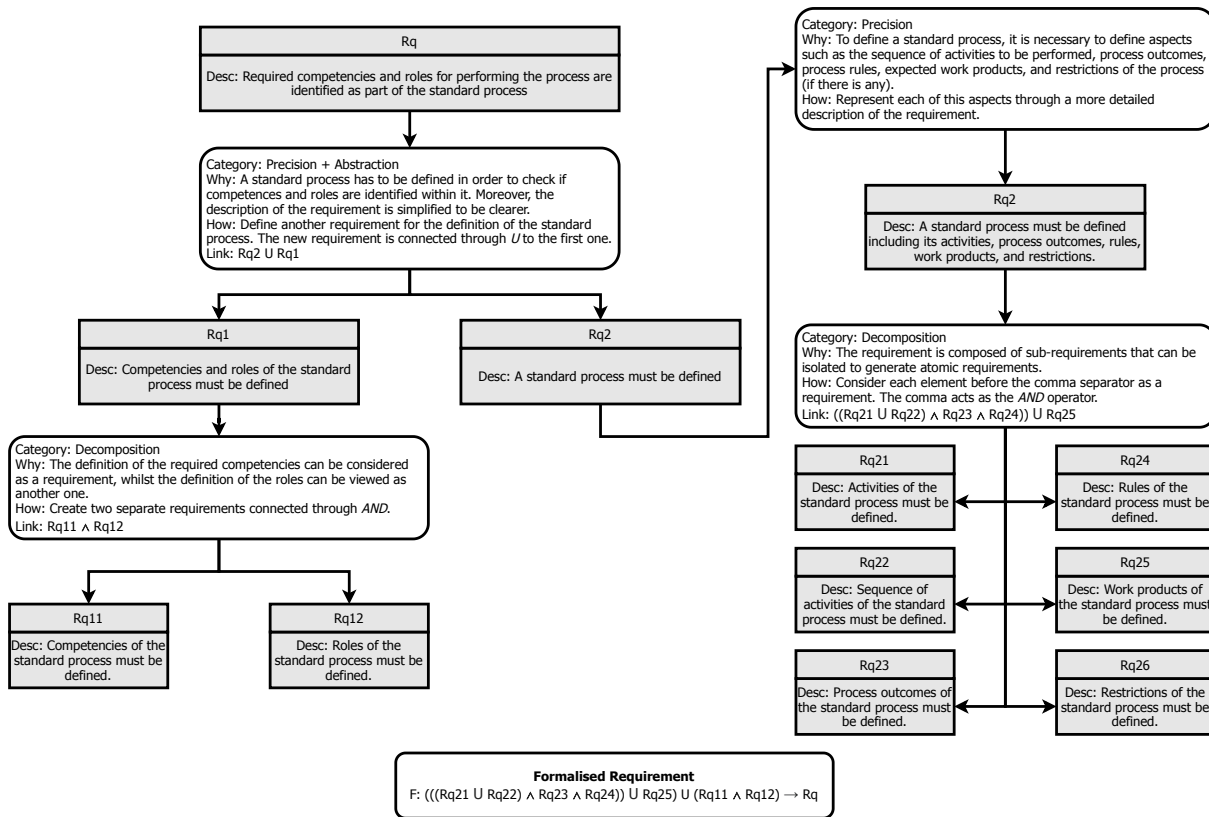 Rq
Desc: Required competencies and roles for performing the process are
identified as part of the standard process
Category: Precision + Abstraction
Why: A standard process has to be defined in order to check if
competences and roles are identified within it. Moreover, the
description of the requirement is simplified to be clearer.
How: Define another requirement for the definition of the standard
process. The new requirement is connected through U to the first one.
Link: Rq2 U Rq1
Rq1
Desc: Competencies and roles of the standard
process must be defined
Rq2
Desc: A standard process must be defined
Category: Decomposition
Why: The definition of the required competencies can be considered
as a requirement, whilst the definition of the roles can be viewed as
another one.
How: Create two separate requirements connected through AND.
Link: Rq11 ∧ Rq12
Rq11
Desc: Competencies of the
standard process must be
defined.
Rq12
Desc: Roles of the
standard process must be
defined.
Category: Precision
Why: To define a standard process, it is necessary to define aspects
such as the sequence of activities to be performed, process outcomes,
process rules, expected work products, and restrictions of the process
(if there is any).
How: Represent each of this aspects through a more detailed
description of the requirement.
Rq2
Desc: A standard process must be defined
including its activities, process outcomes, rules,
work products, and restrictions.
Category: Decomposition
Why: The requirement is composed of sub-requirements that can be
isolated to generate atomic requirements.
How: Consider each element before the comma separator as a
requirement. The comma acts as the AND operator.
Link: ((Rq21 U Rq22) ∧ Rq23 ∧ Rq24)) U Rq25
Rq21
Desc: Activities of the
standard process must be
defined.
Rq24
Desc: Rules of the
standard process must be
defined.
Rq22
Desc: Sequence of
activities of the standard
process must be defined.
Rq25
Desc: Work products of
the standard process must
be defined.
Rq23
Desc: Process outcomes of
the standard process must
be defined.
Rq26
Desc: Restrictions of the
standard process must be
defined.
Formalised Requirement
F: (((Rq21 U Rq22) ∧ Rq23 ∧ Rq24)) U Rq25) U (Rq11 ∧ Rq12) → Rq